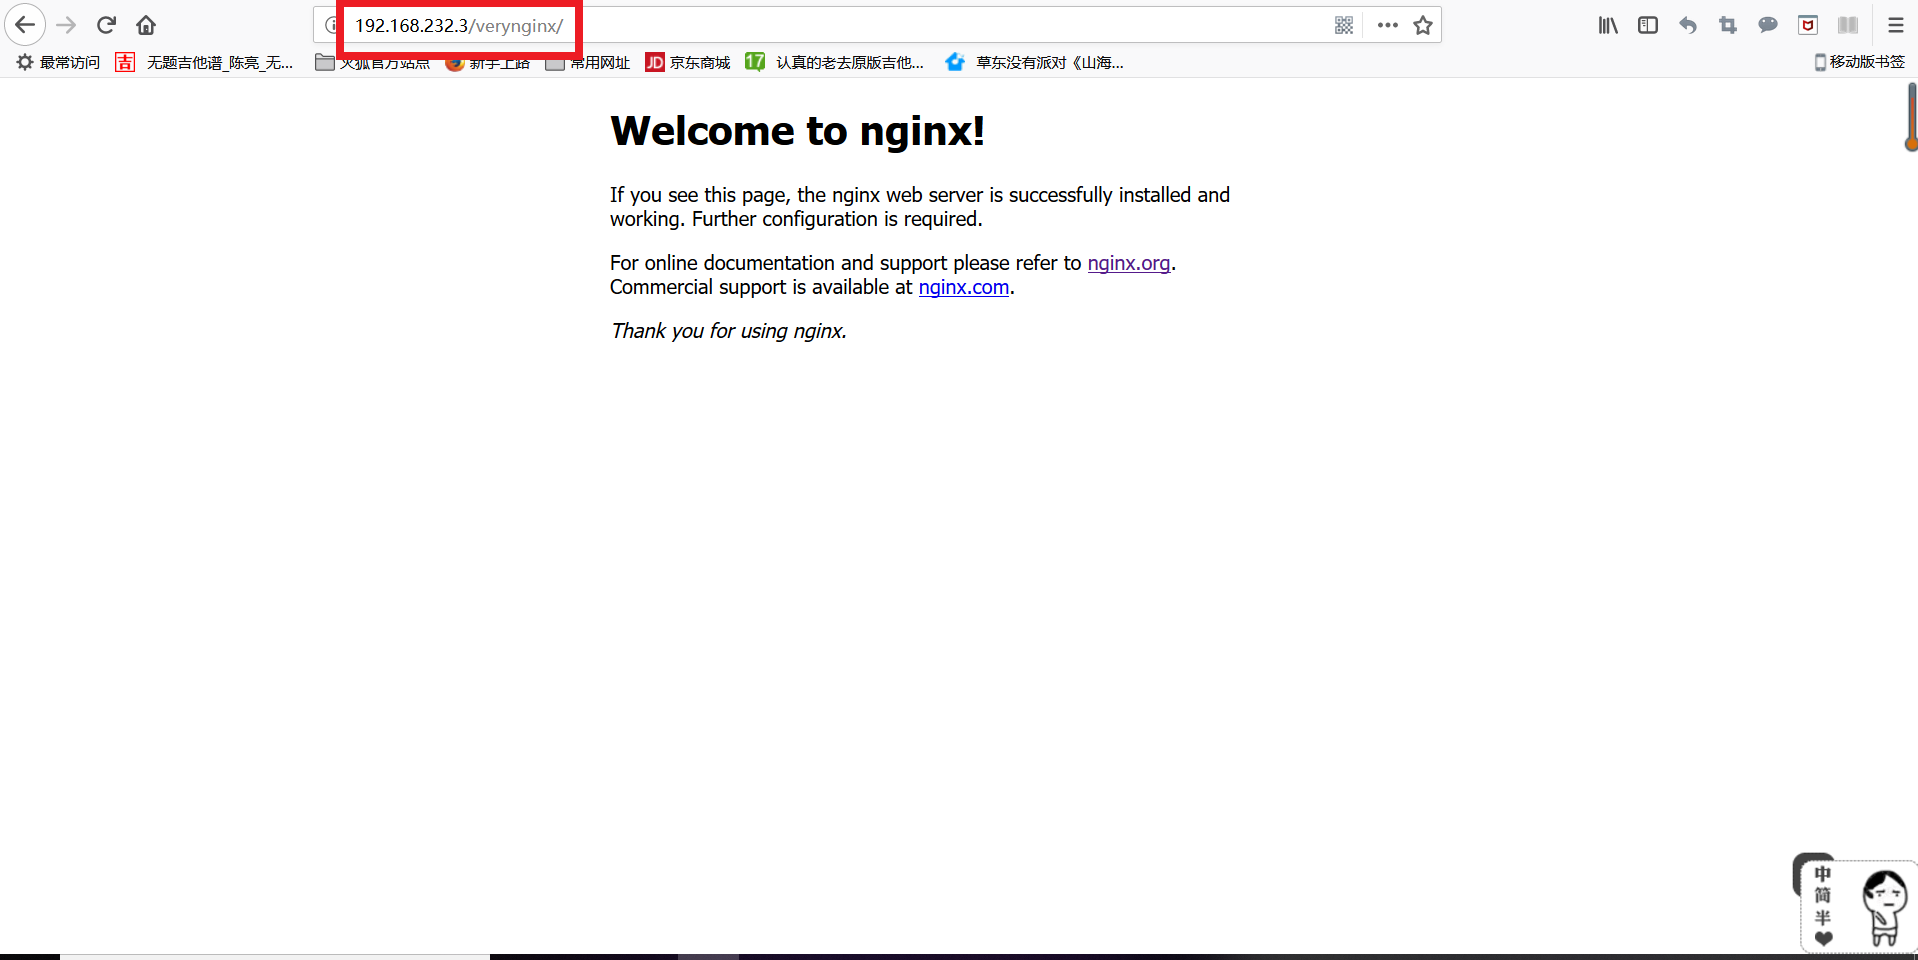 192.168.232.3/verynginx/
最常访问 吉 无题吉他谱_陈亮_无... 火狐官方站点 新手上路 常用网址 JD 京东商城 17 认真的老去原版吉他... 草东没有派对《山海... 移动版书签
Welcome to nginx!
If you see this page, the nginx web server is successfully installed and
working. Further configuration is required.
For online documentation and support please refer to nginx.org.
Commercial support is available at nginx.com.
Thank you for using nginx.
中
简
半